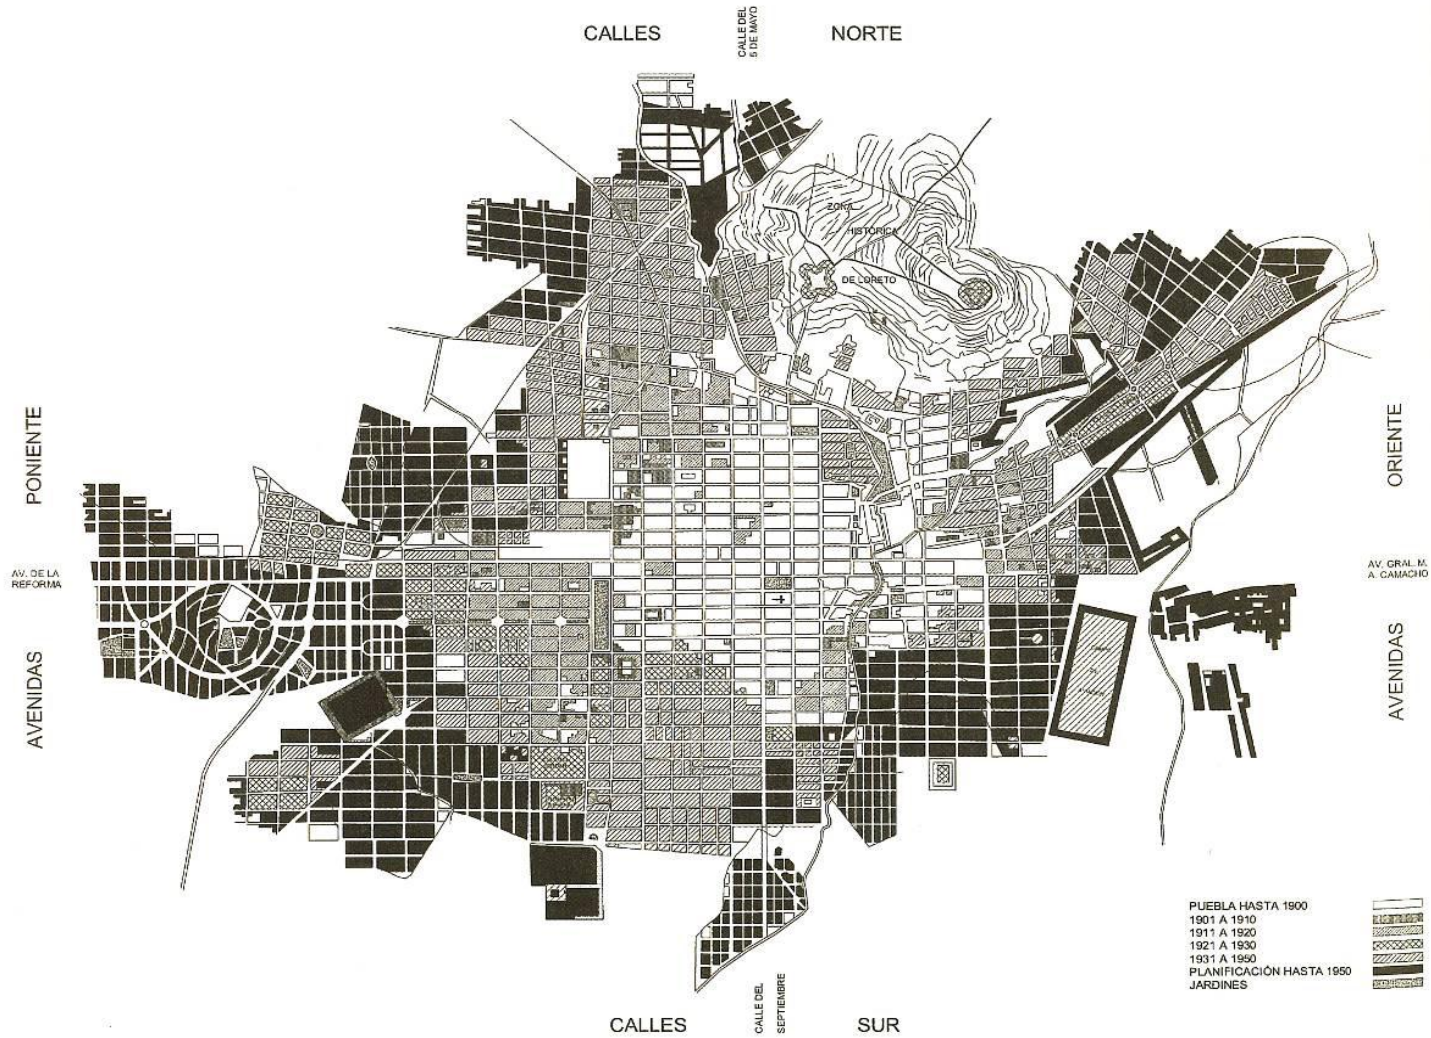 CALLES
CALLE DEL
5 DE MAYO
NORTE
ZONA
HISTÓRICA
DE LORETO
PONIENTE
ORIENTE
AV. DE LA
REFORMA
AV. GRAL. M.
A. CAMACHO
AVENIDAS
AVENIDAS
PUEBLA HASTA 1900
1901 A 1910
1911 A 1920
1921 A 1930
1931 A 1950
PLANIFICACIÓN HASTA 1950
JARDINES
CALLES
CALLE DEL
SEPTIEMBRE
SUR